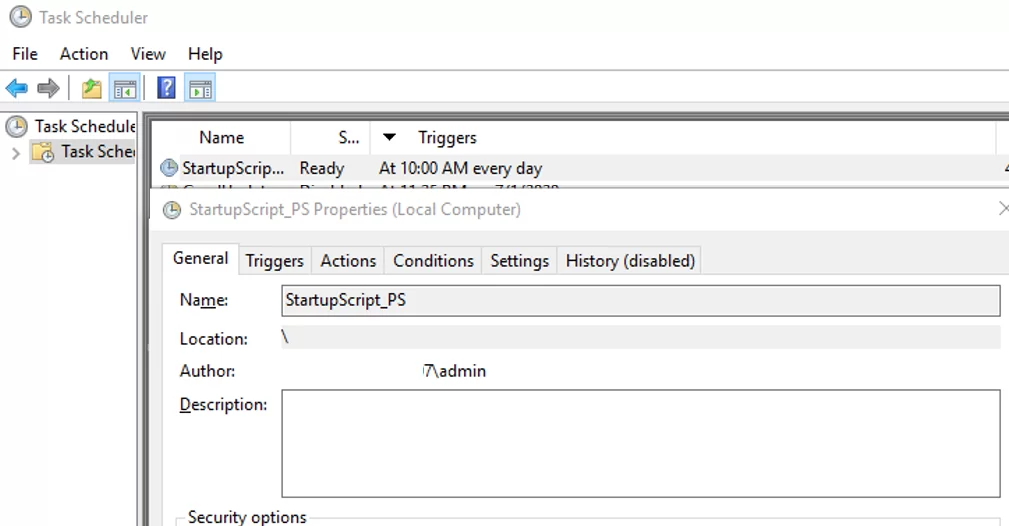 Task Scheduler
File Action View Help
Task Schedule
Task Sched
Name S... Triggers
StartupScrip... Ready At 10:00 AM every day
StartupScript_PS Properties (Local Computer)
General Triggers Actions Conditions Settings History (disabled)
Name: StartupScript_PS
Location: \
Author: 7\admin
Description:
Security options